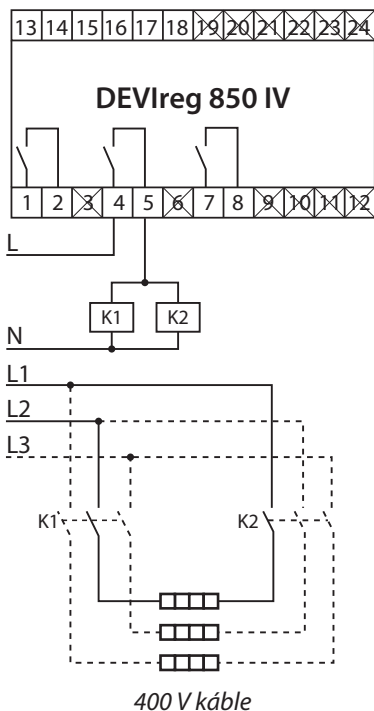 13 14 15 16 17 18 19 20 21 22 23 24
DEVIreg 850 IV
1 2 3 4 5 6 7 8 9 10 11 12
L
K1 K2
N
L1
L2
L3
K1 K2
400 V káble